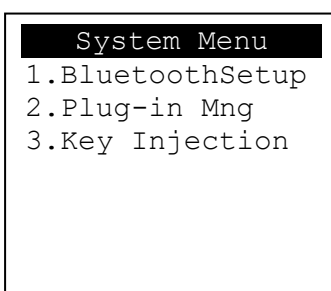 System Menu
1.BluetoothSetup
2.Plug-in Mng
3.Key Injection